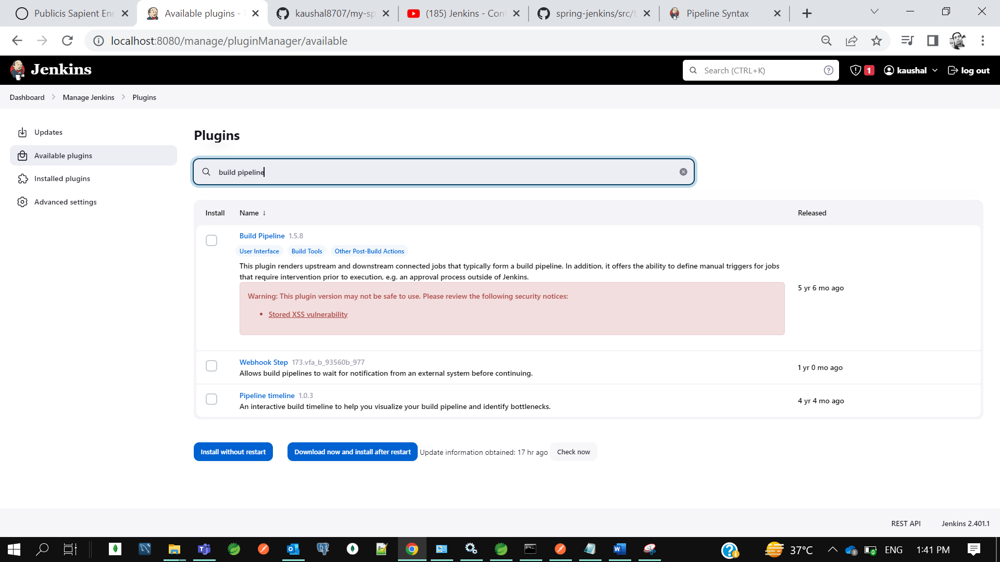 Publicis Sapient Enr
Available plugins -
kaushal8707/my-sp
(185) Jenkins - Con
spring-jenkins/src/t
Pipeline Syntax
localhost:8080/manage/pluginManager/available
Jenkins
Search (CTRL+K)
1
kaushal
log out
Dashboard
Manage Jenkins
Plugins
Updates
Available plugins
Installed plugins
Advanced settings
Plugins
build pipeline
Install
Name ↓
Released
Build Pipeline 1.5.8
User Interface
Build Tools
Other Post-Build Actions
This plugin renders upstream and downstream connected jobs that typically form a build pipeline. In addition, it offers the ability to define manual triggers for jobs
that require intervention prior to execution, e.g. an approval process outside of Jenkins.
Warning: This plugin version may not be safe to use. Please review the following security notices:
• Stored XSS vulnerability
5 yr 6 mo ago
Webhook Step 173.vfa_b_93560b_977
Allows build pipelines to wait for notification from an external system before continuing.
1 yr 0 mo ago
Pipeline timeline 1.0.3
An interactive build timeline to help you visualize your build pipeline and identify bottlenecks.
4 yr 4 mo ago
Install without restart
Download now and install after restart
Update information obtained: 17 hr ago
Check now
REST API
Jenkins 2.401.1
37°C
ENG
1:41 PM